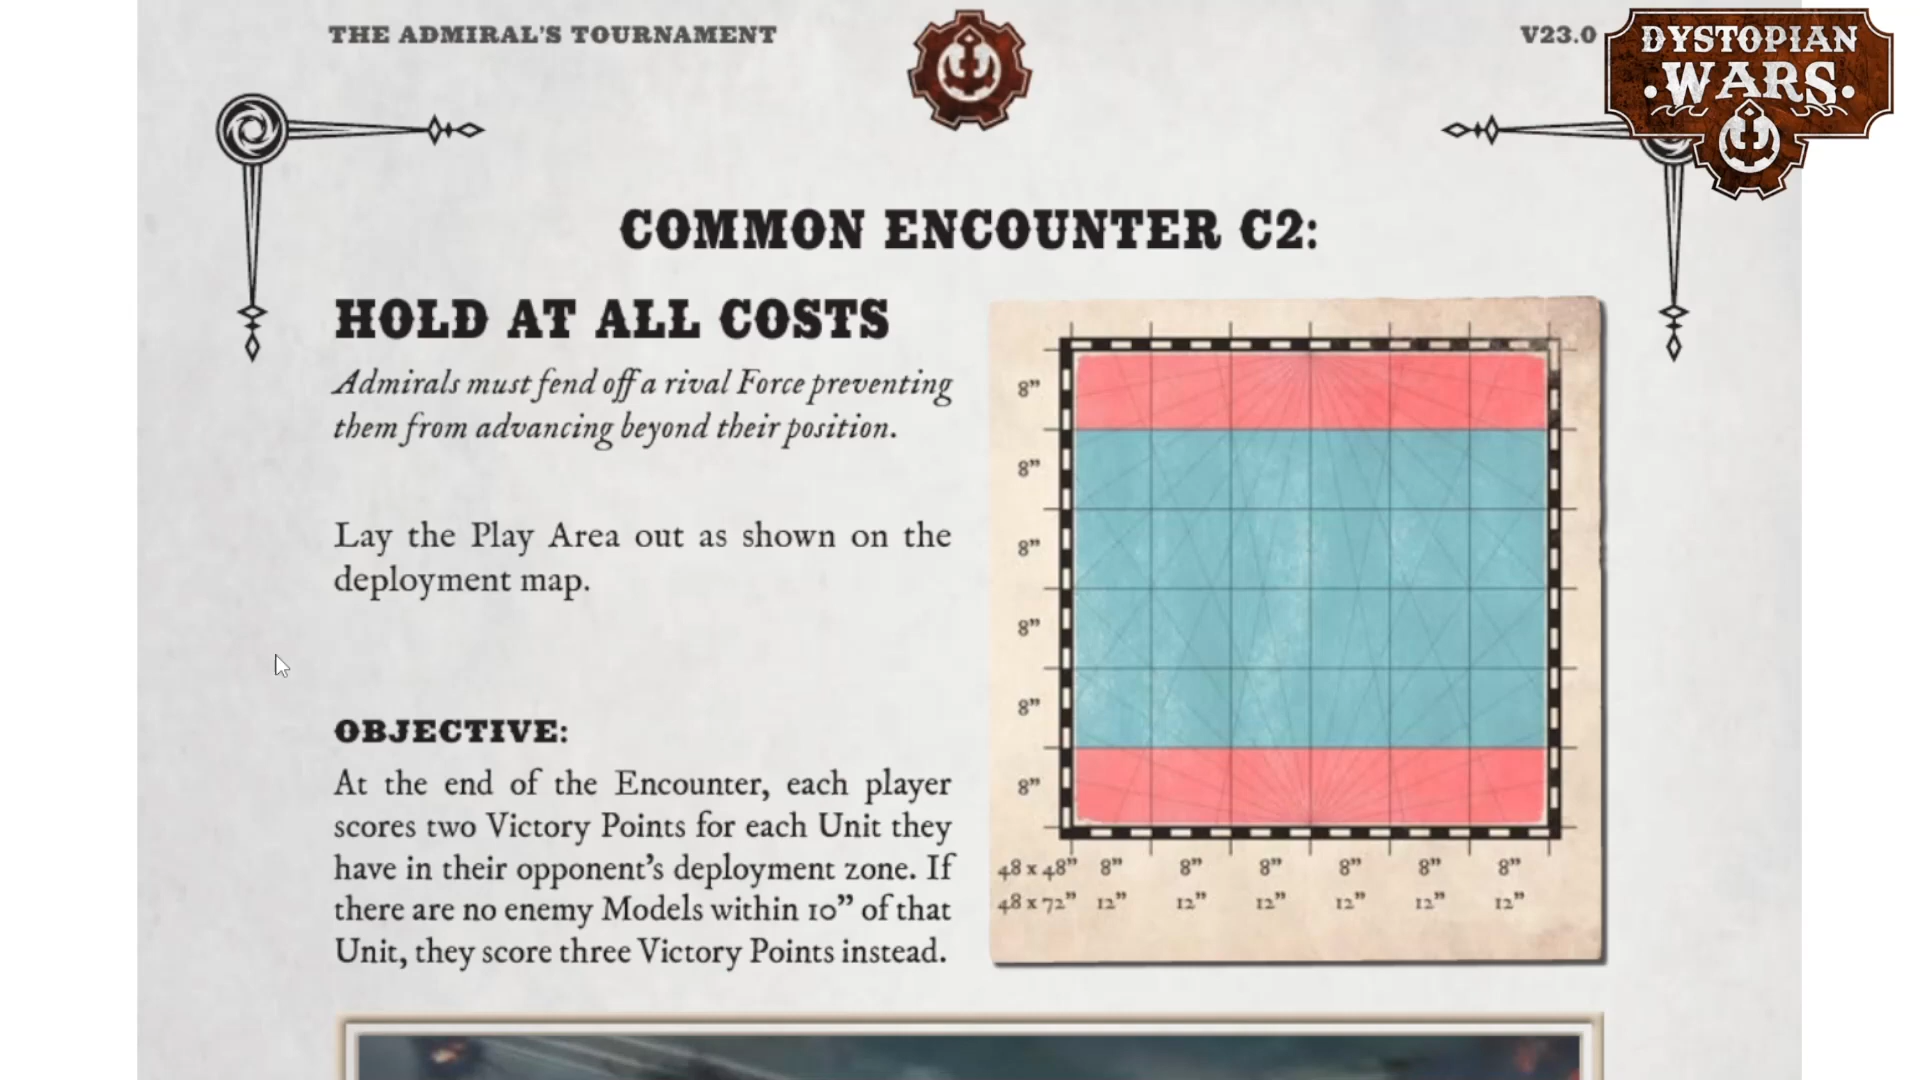 THE ADMIRAL'S TOURNAMENT
V23.0
DYSTOPIAN
WARS
COMMON ENCOUNTER C2:
HOLD AT ALL COSTS
Admirals must fend off a rival Force preventing
them from advancing beyond their position.
Lay the Play Area out as shown on the
deployment map.
OBJECTIVE:
At the end of the Encounter, each player
scores two Victory Points for each Unit they
have in their opponent's deployment zone. If
there are no enemy Models within 10” of that
Unit, they score three Victory Points instead.
8”
8”
8”
8”
8”
8”
48 x 48” 8” 8” 8” 8” 8” 8”
48 x 72” 12” 12” 12” 12” 12” 12”